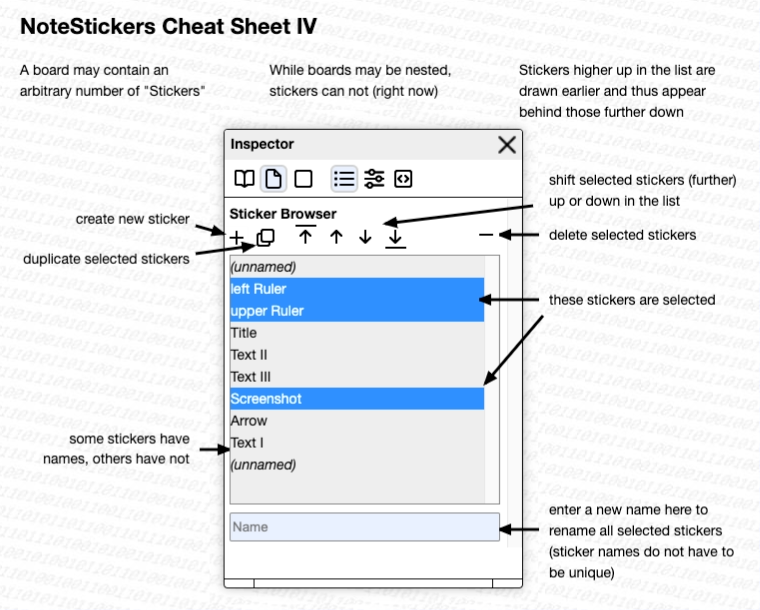 NoteStickers Cheat Sheet IV
A board may contain an
arbitrary number of "Stickers"
While boards may be nested,
stickers can not (right now)
Stickers higher up in the list are
drawn earlier and thus appear
behind those further down
Inspector
shift selected stickers (further)
up or down in the list
Sticker Browser
create new sticker
delete selected stickers
duplicate selected stickers
(unnamed)
left Ruler
upper Ruler
these stickers are selected
Title
Text II
Text III
Screenshot
Arrow
Text I
(unnamed)
some stickers have
names, others have not
Name
enter a new name here to
rename all selected stickers
(sticker names do not have to
be unique)